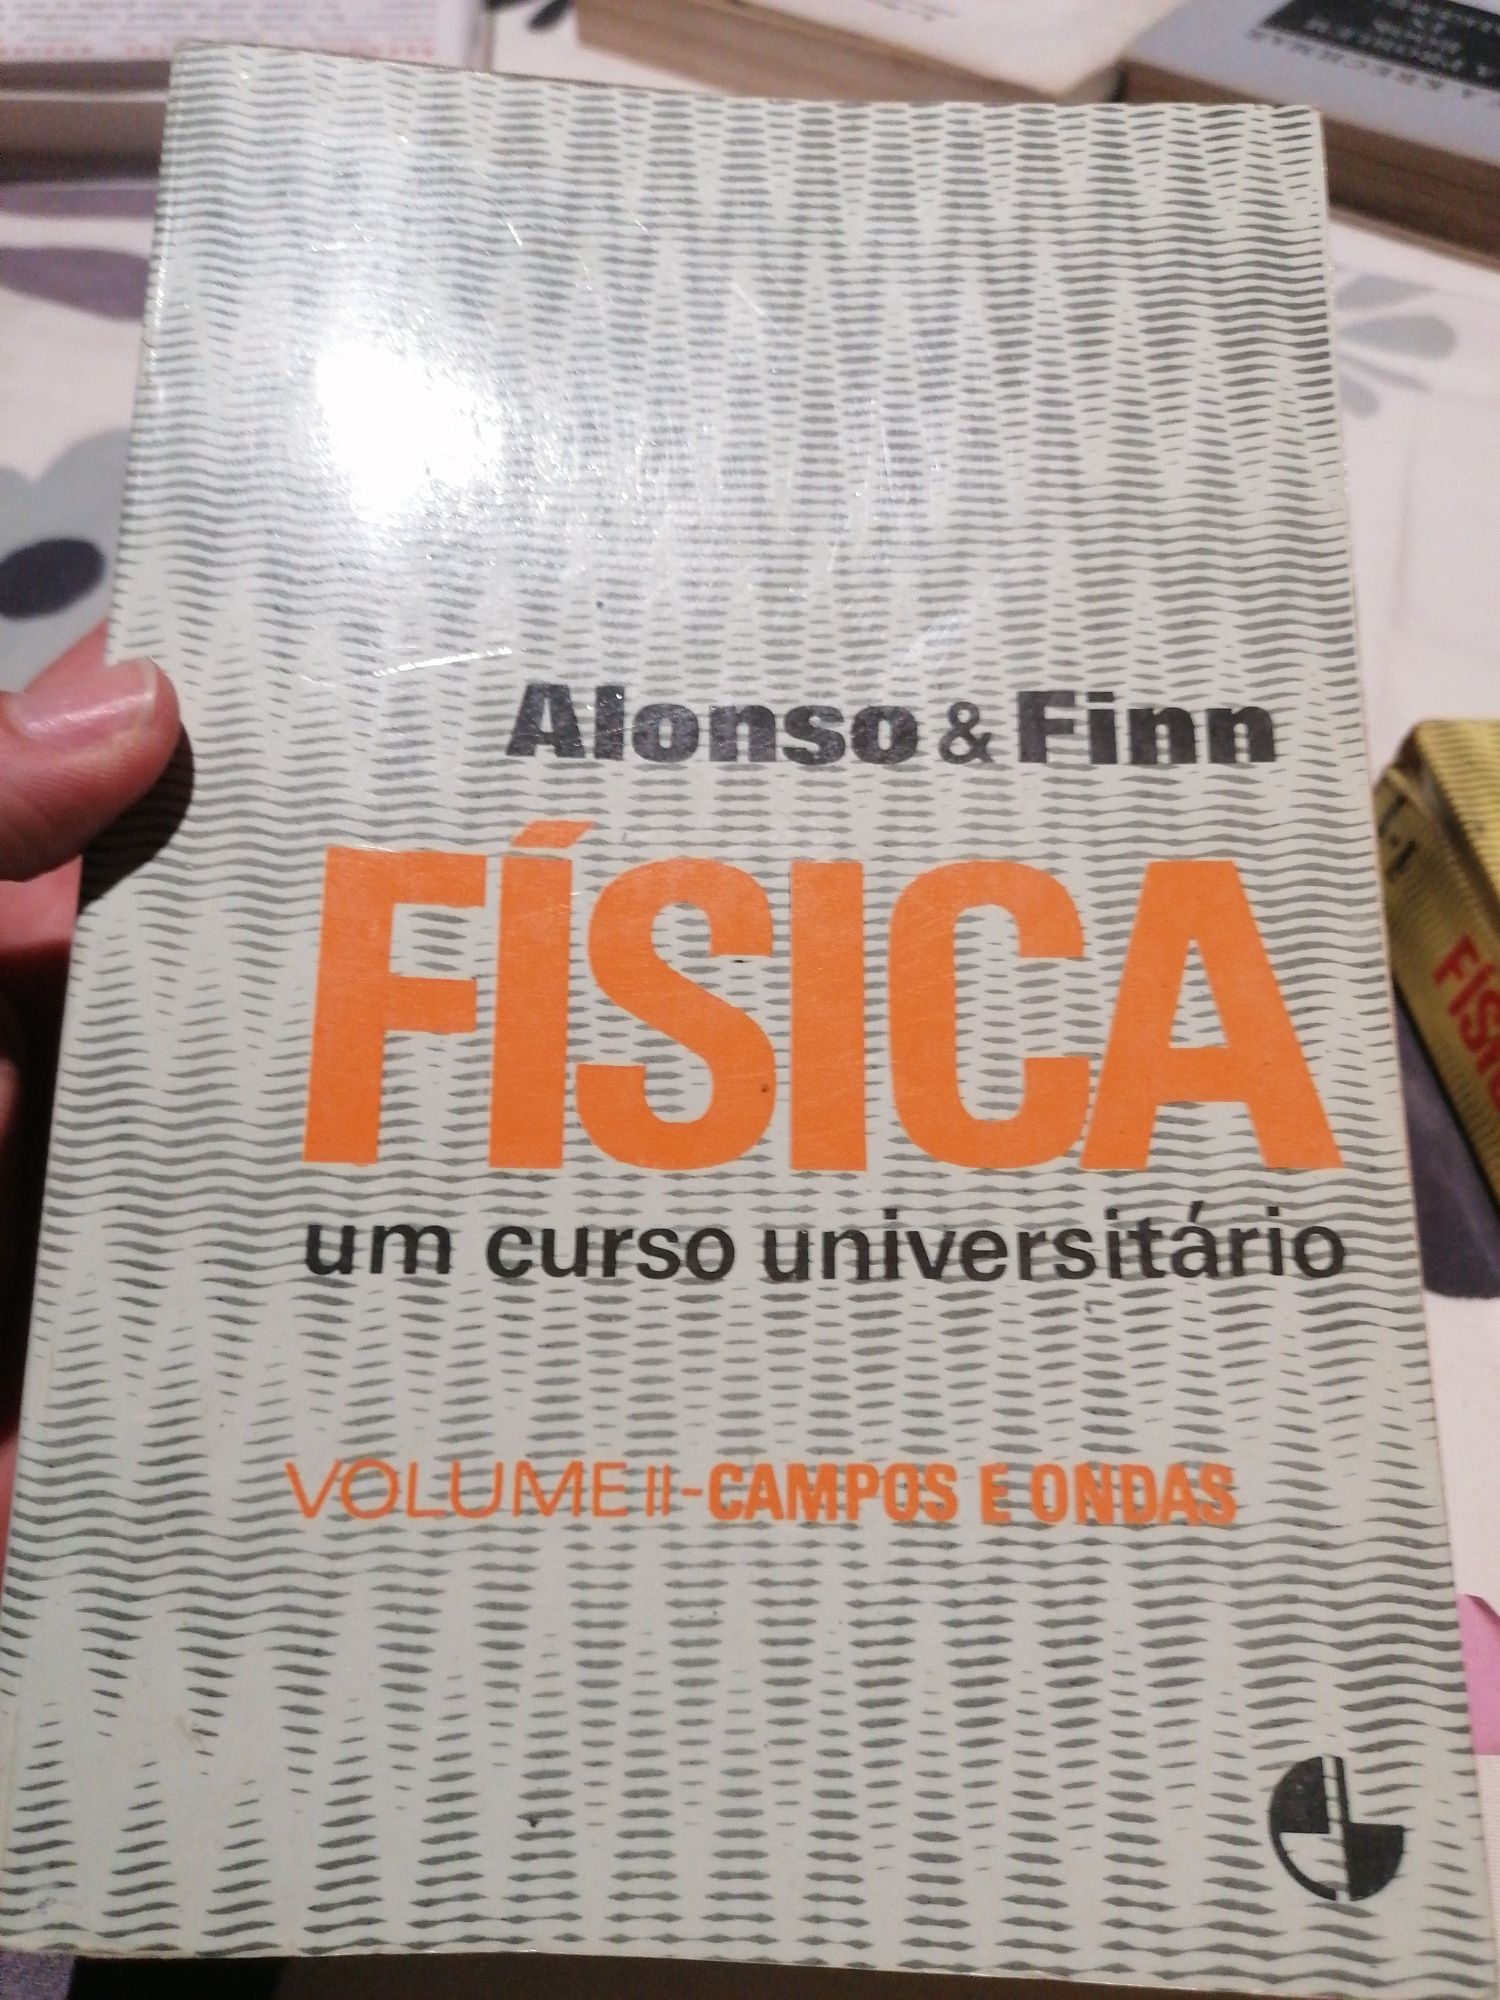 Alonso & Finn
FÍSICA
um curso universitário
VOLUME II-CAMPOS E ONDAS